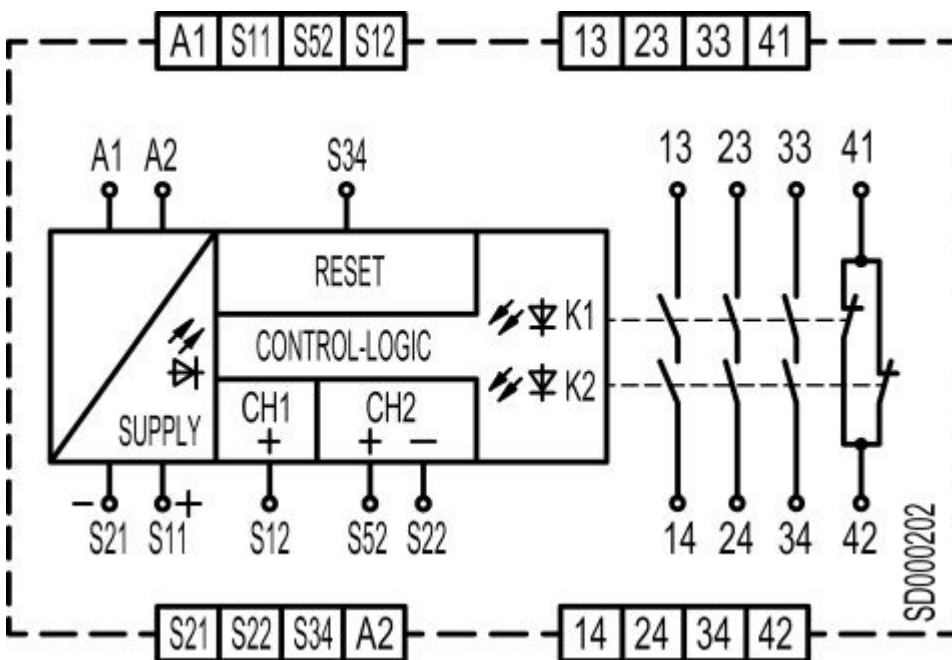 A1 S11 S52 S12 13 23 33 41
A1 A2 S34 13 23 33 41
RESET
K1
CONTROL-LOGIC
K2
CH1 CH2
SUPPLY + + −
− S21 S11 + S12 S52 S22 14 24 34 42
SD000202
S21 S22 S34 A2 14 24 34 42